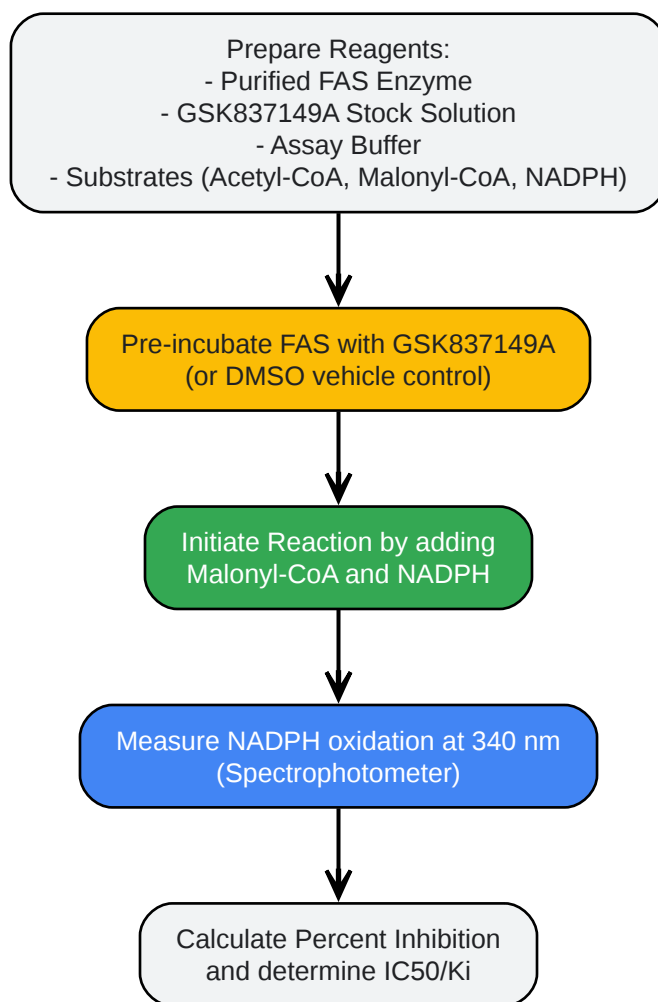 Prepare Reagents:
- Purified FAS Enzyme
- GSK837149A Stock Solution
- Assay Buffer
- Substrates (Acetyl-CoA, Malonyl-CoA, NADPH)
Pre-incubate FAS with GSK837149A
(or DMSO vehicle control)
Initiate Reaction by adding
Malonyl-CoA and NADPH
Measure NADPH oxidation at 340 nm
(Spectrophotometer)
Calculate Percent Inhibition
and determine IC50/Ki